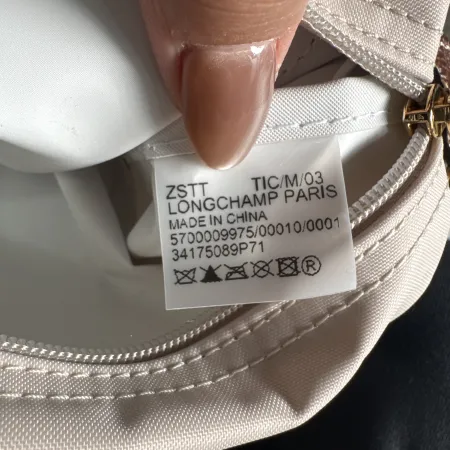 ZSTT TIC/M/03
LONGCHAMP PARIS
MADE IN CHINA
5700009975/00010/0001
34175089P71
®